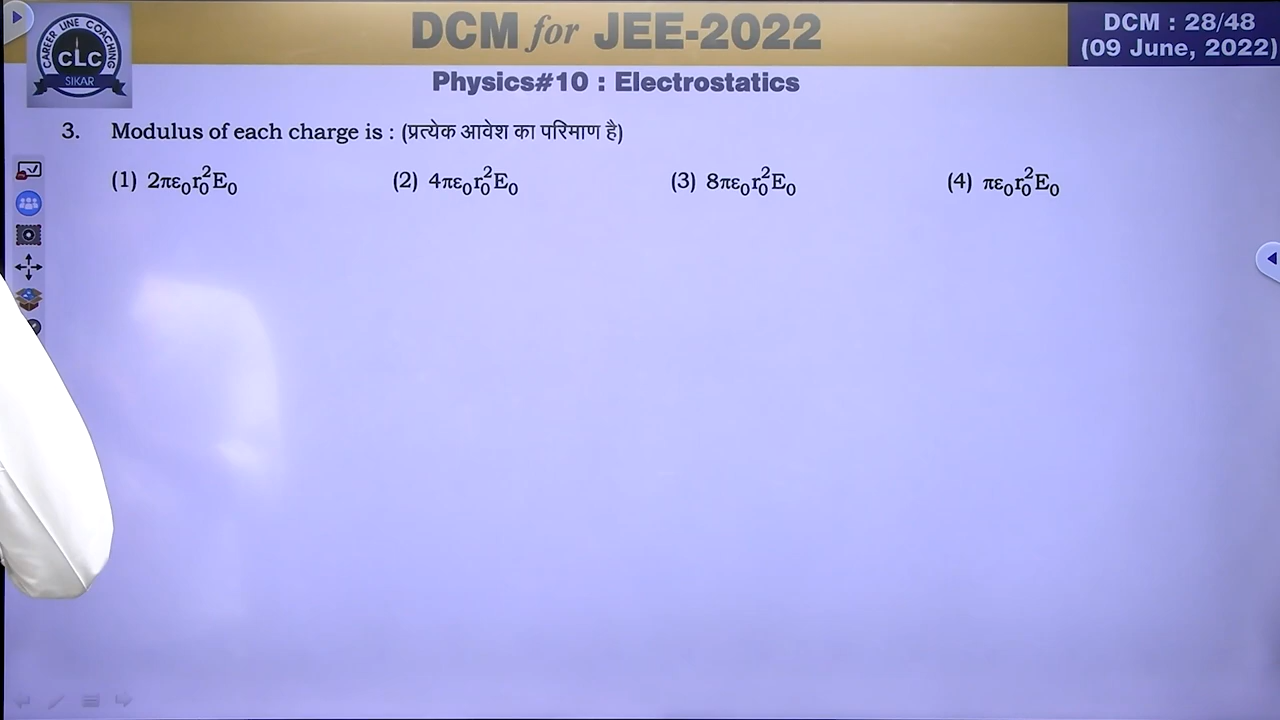 CAREER LINE COACHING
CLC
SIKAR
DCM for JEE-2022
DCM : 28/48
(09 June, 2022)
Physics#10 : Electrostatics
3. Modulus of each charge is : (प्रत्येक आवेश का परिमाण है)
(1) 2πε₀r₀²E₀ (2) 4πε₀r₀²E₀ (3) 8πε₀r₀²E₀ (4) πε₀r₀²E₀